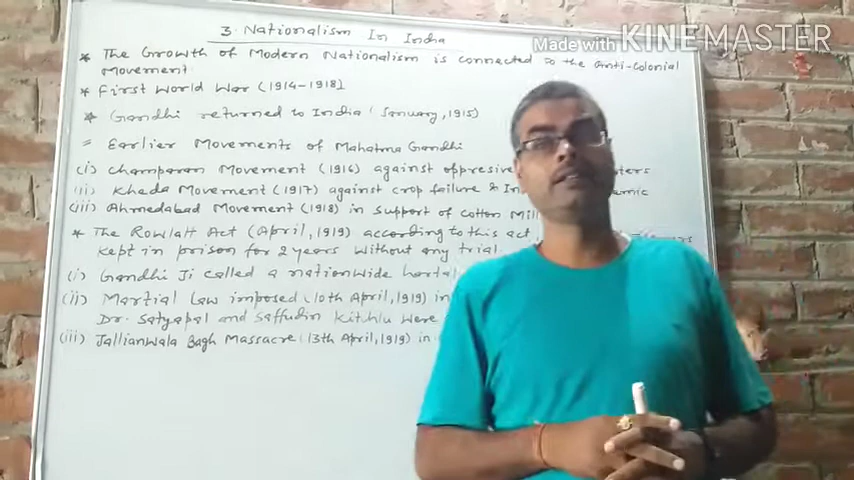 3. Nationalism In India
Made with KINEMASTER
* The Growth of Modern Nationalism is connected to the Anti-Colonial
Movement
* First World War (1914-1918)
* Gandhi returned to India (January, 1915)
= Earlier Movements of Mahatma Gandhi
(i) Champaran Movement (1916) against oppressive
(ii) Kheda Movement (1917) against crop failure &
(iii) Ahmedabad Movement (1918) in support of cotton Mill
* The Rowlatt Act (April, 1919) according to this act
kept in prison for 2 years without any trial
(i) Gandhi Ji called a nationwide hartal
(ii) Martial Law imposed (10th April, 1919) in
Dr. Satyapal and Saffudin Kitchlu were
(iii) Jallianwala Bagh Massacre (13th April, 1919) in